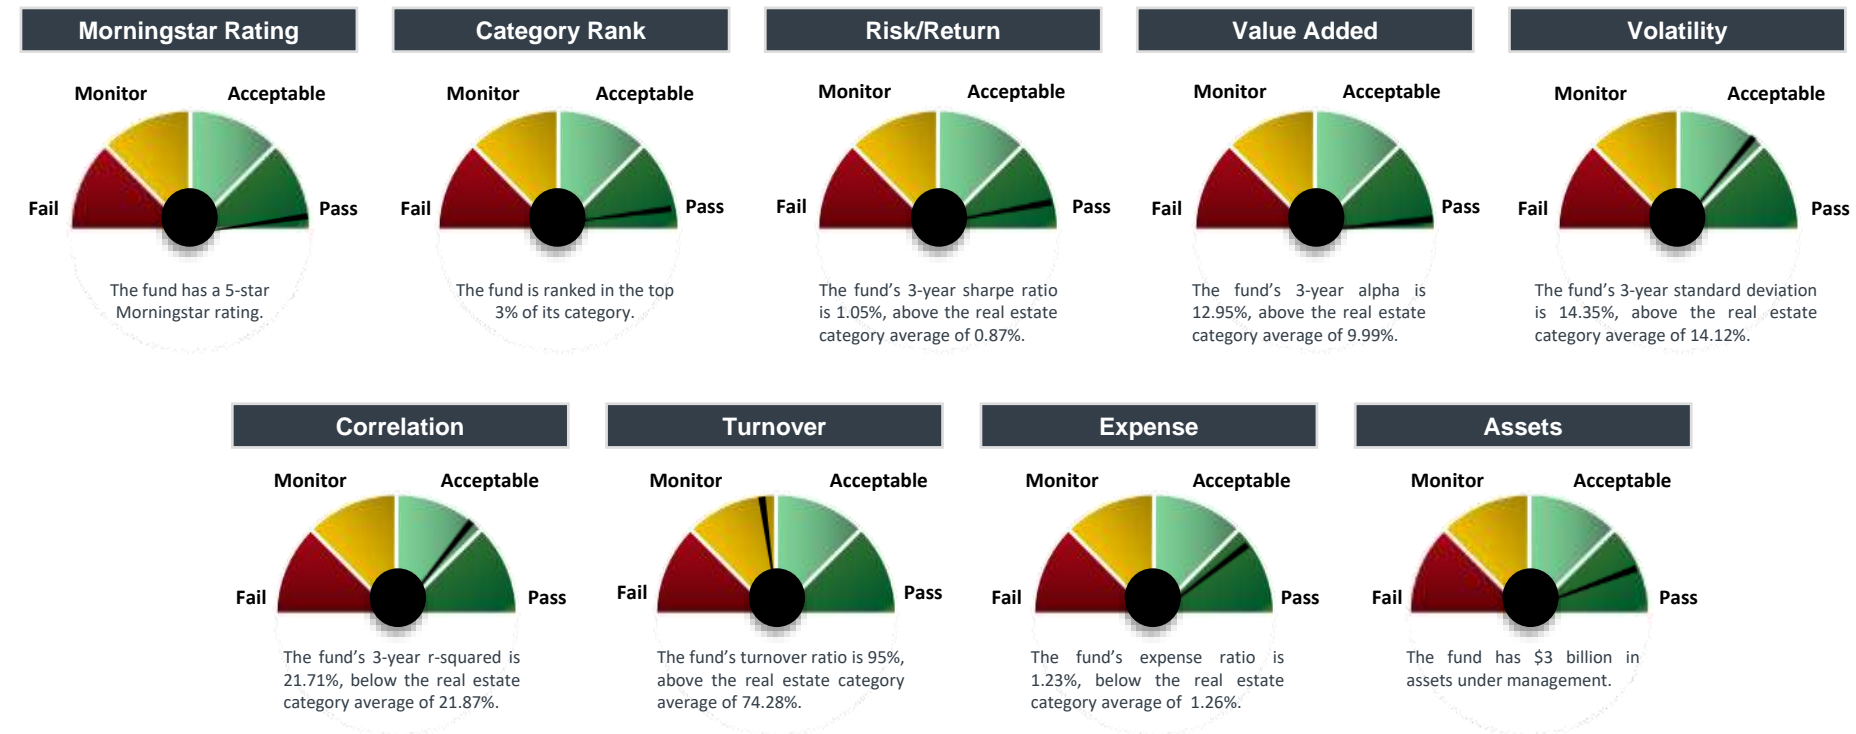 Morningstar Rating
Category Rank
Risk/Return
Value Added
Volatility
Monitor
Acceptable
Fail
Pass
The fund has a 5-star
Morningstar rating.
Monitor
Acceptable
Fail
Pass
The fund is ranked in the top
3% of its category.
Monitor
Acceptable
Fail
Pass
The fund's 3-year sharpe ratio
is 1.05%, above the real estate
category average of 0.87%.
Monitor
Acceptable
Fail
Pass
The fund's 3-year alpha is
12.95%, above the real estate
category average of 9.99%.
Monitor
Acceptable
Fail
Pass
The fund's 3-year standard deviation
is 14.35%, above the real estate
category average of 14.12%.
Correlation
Turnover
Expense
Assets
Monitor
Acceptable
Fail
Pass
The fund's 3-year r-squared is
21.71%, below the real estate
category average of 21.87%.
Monitor
Acceptable
Fail
Pass
The fund's turnover ratio is 95%,
above the real estate category
average of 74.28%.
Monitor
Acceptable
Fail
Pass
The fund's expense ratio is
1.23%, below the real estate
category average of 1.26%.
Monitor
Acceptable
Fail
Pass
The fund has $3 billion in
assets under management.